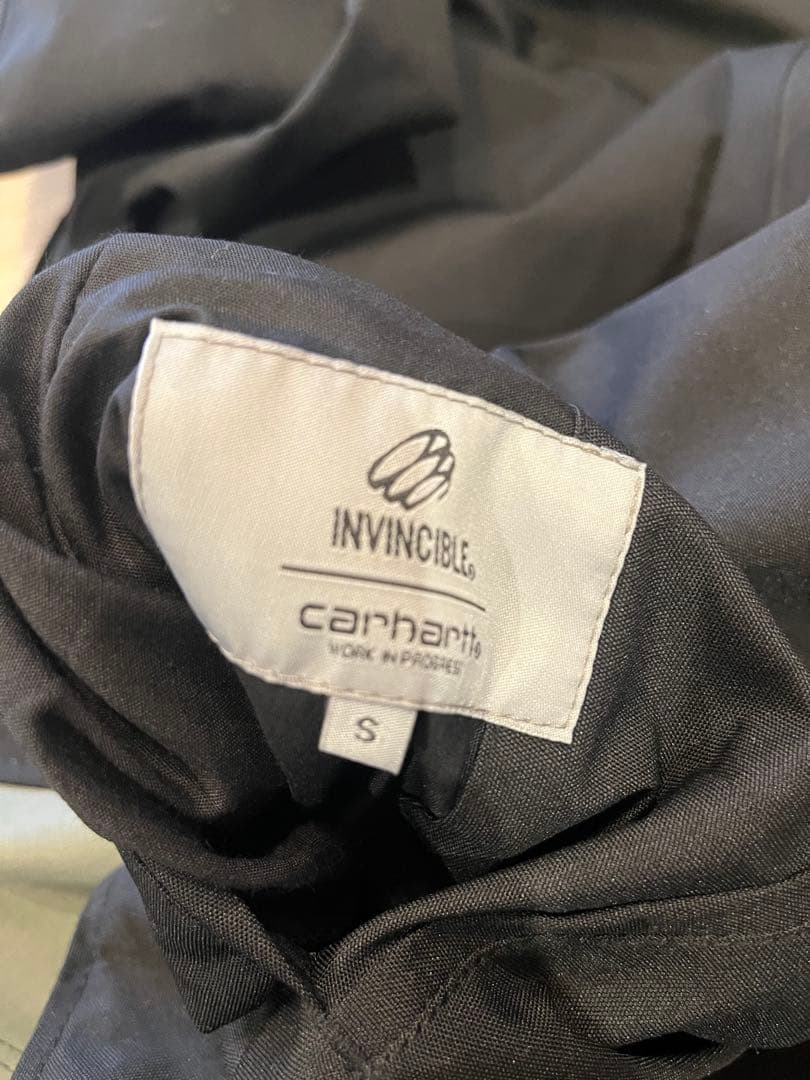 INVINCIBLE®
carhartt®
WORK IN PROGRESS
S